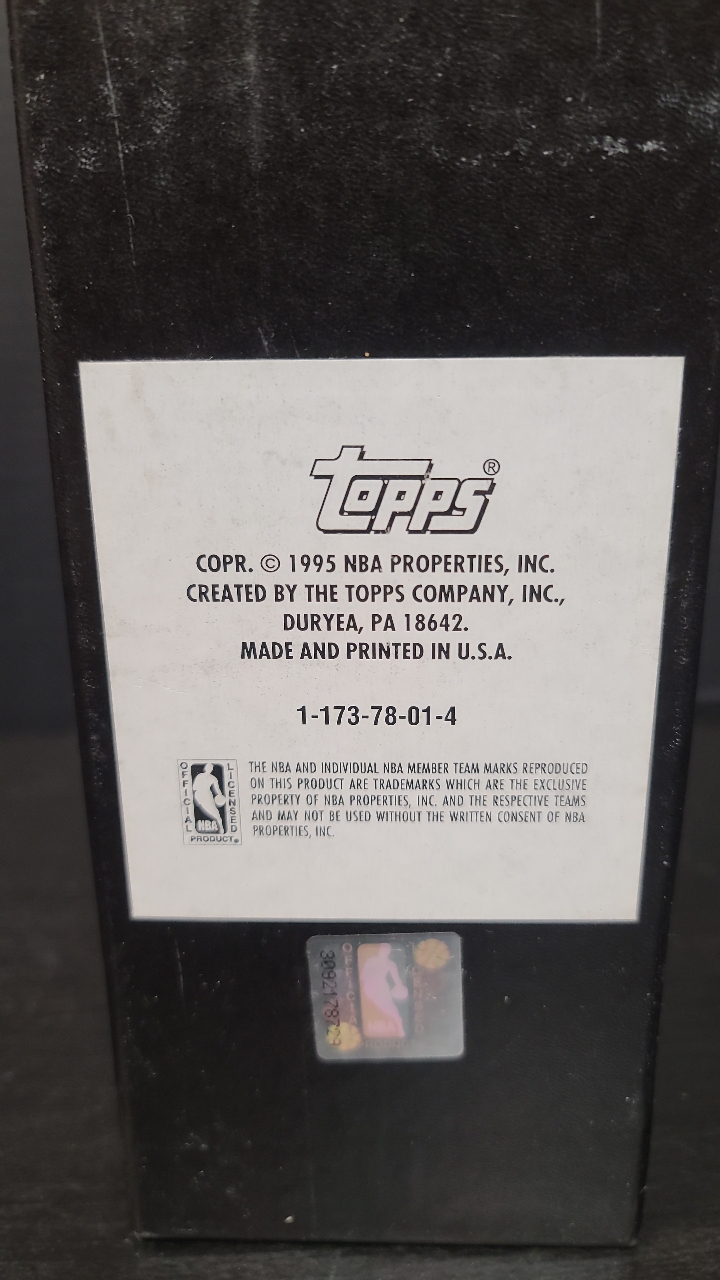 Topps®
COPR. © 1995 NBA PROPERTIES, INC.
CREATED BY THE TOPPS COMPANY, INC.,
DURYEA, PA 18642.
MADE AND PRINTED IN U.S.A.
1-173-78-01-4
OFFICIAL
LICENSED
NBA
PRODUCT®
THE NBA AND INDIVIDUAL NBA MEMBER TEAM MARKS REPRODUCED
ON THIS PRODUCT ARE TRADEMARKS WHICH ARE THE EXCLUSIVE
PROPERTY OF NBA PROPERTIES, INC. AND THE RESPECTIVE TEAMS
AND MAY NOT BE USED WITHOUT THE WRITTEN CONSENT OF NBA
PROPERTIES, INC.